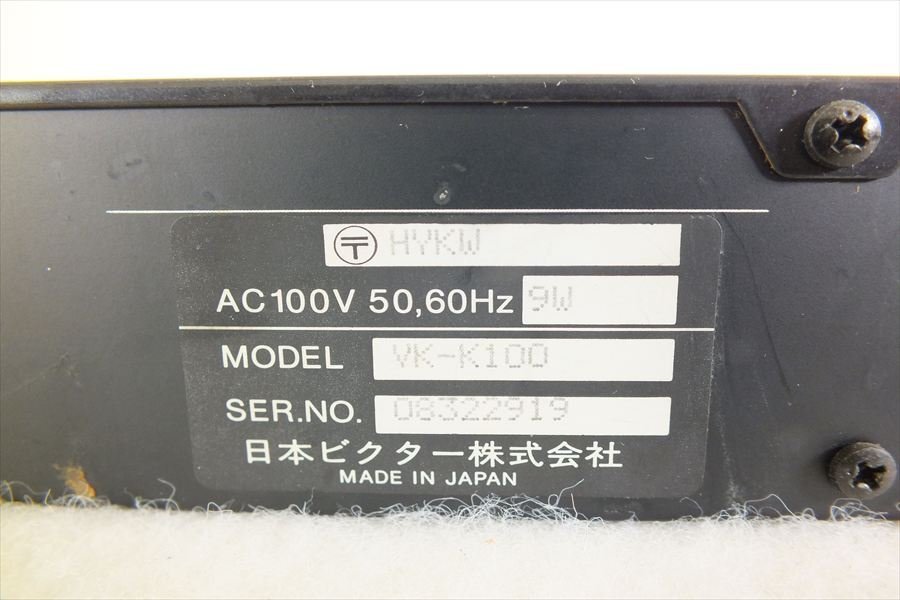 〒 HYKW
AC100V 50,60Hz 9W
MODEL VK-K100
SER.NO. 08322919
日本ビクター株式会社
MADE IN JAPAN